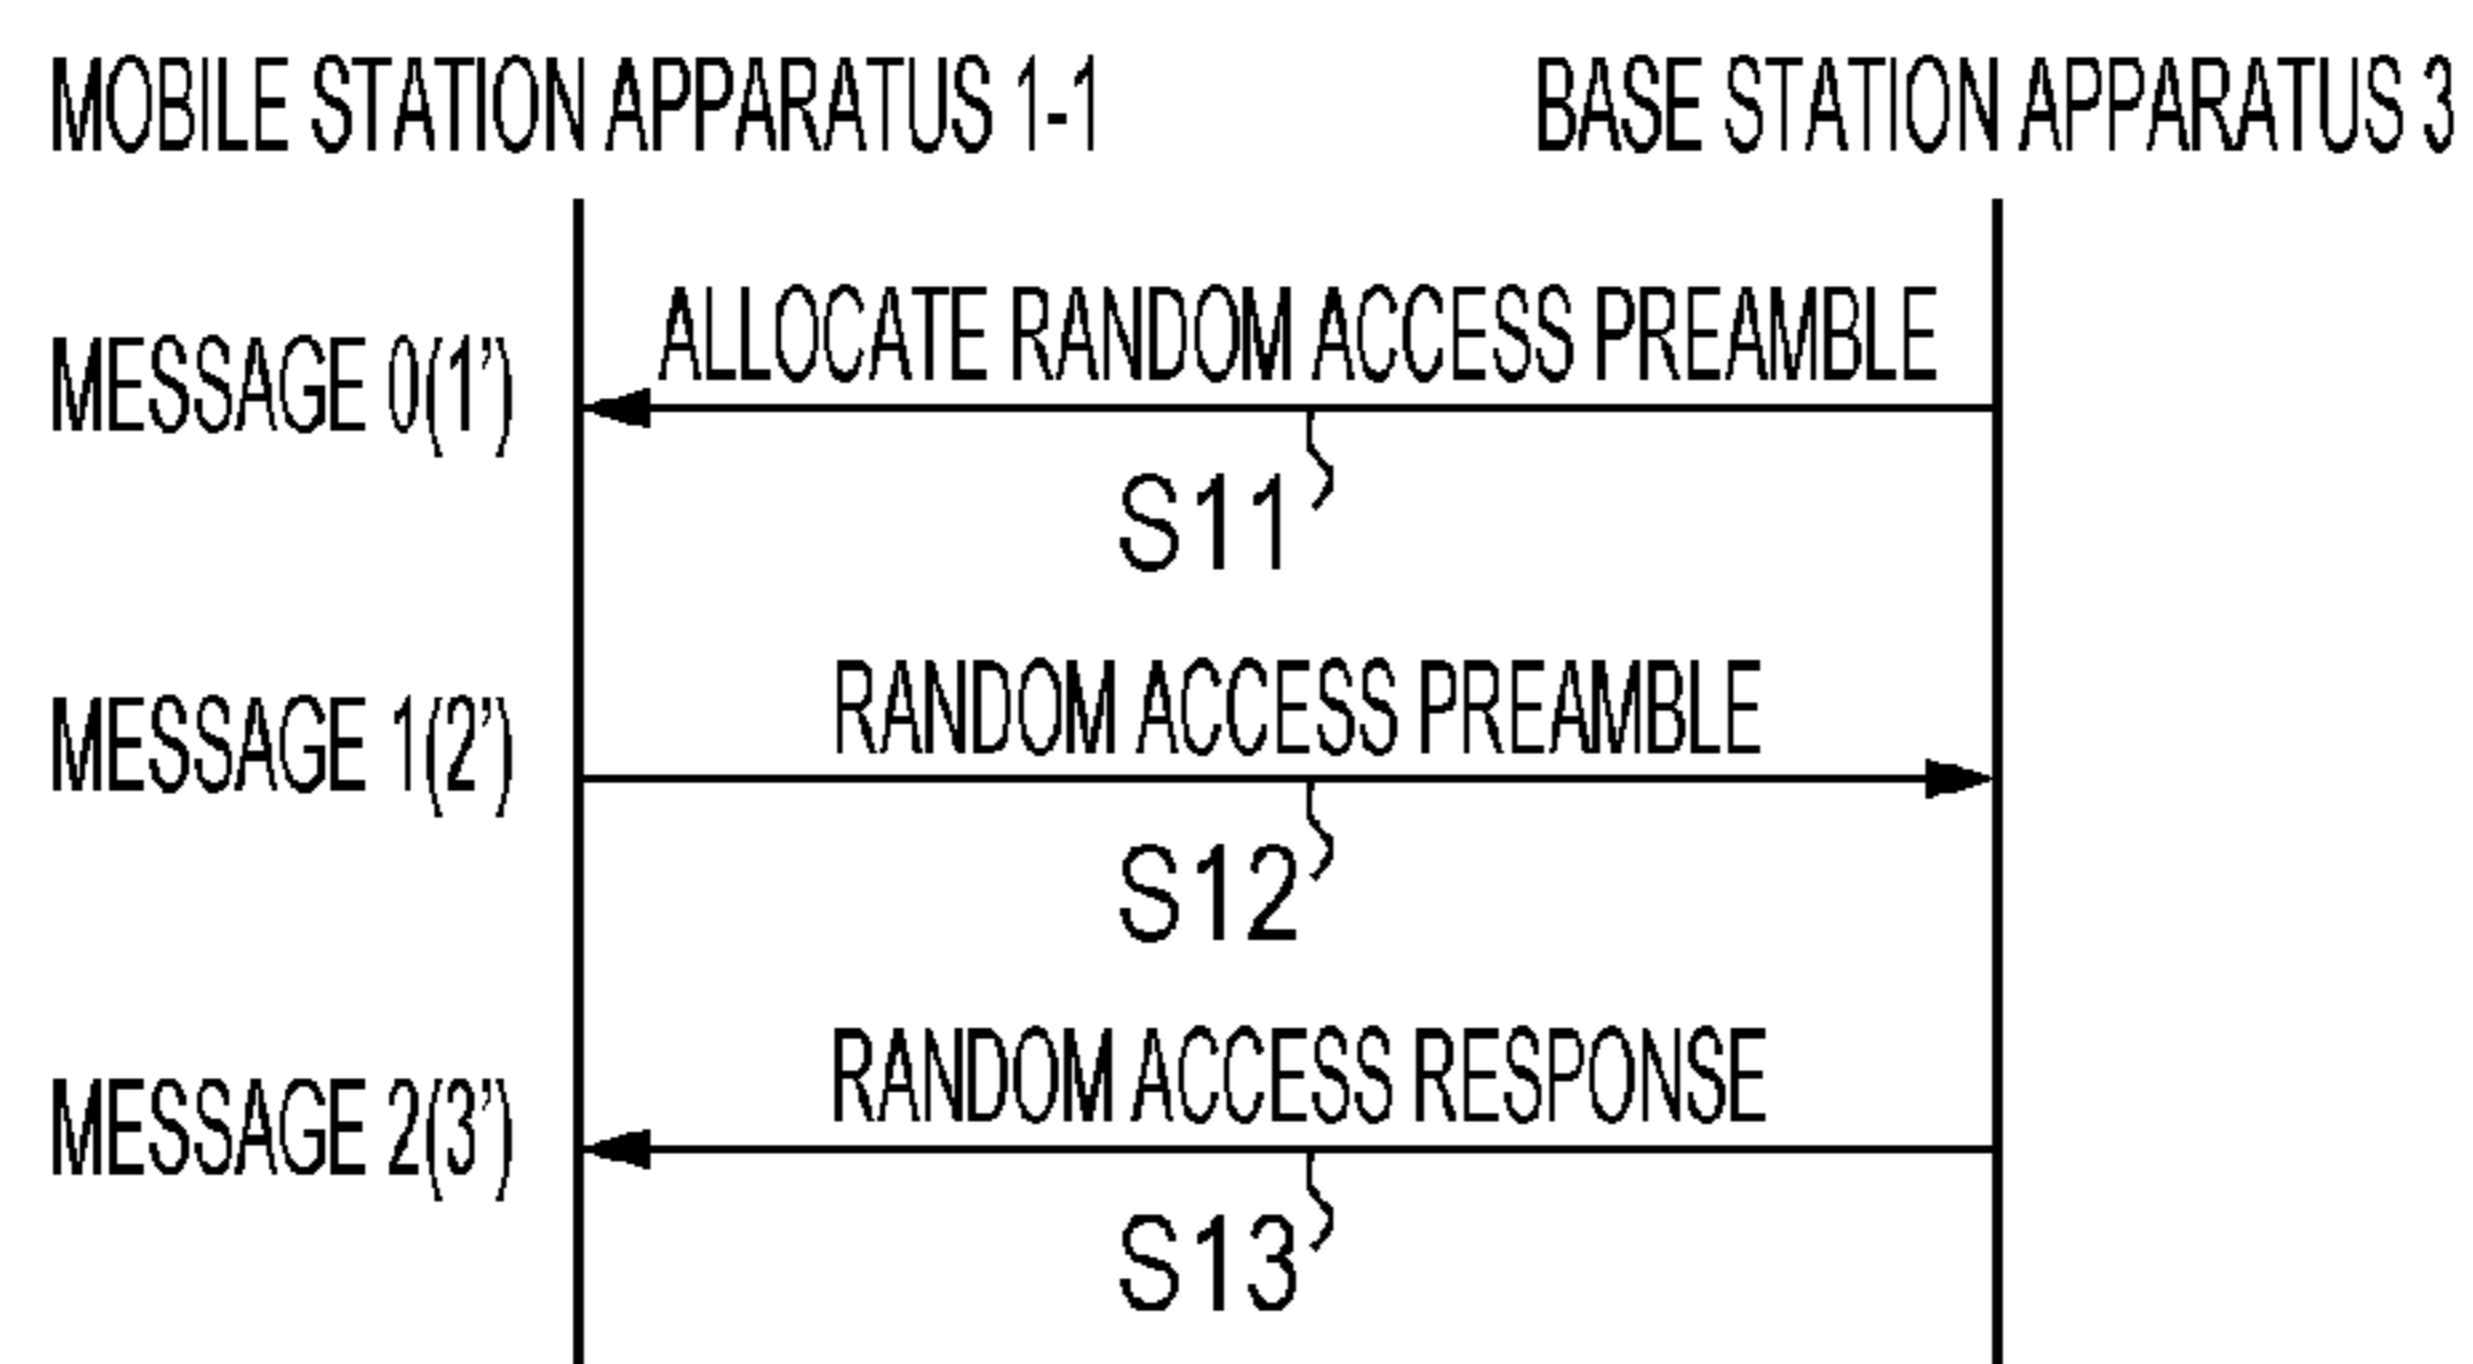 MOBILE STATION APPARATUS 1-1
BASE STATION APPARATUS 3
ALLOCATE RANDOM ACCESS PREAMBLE
MESSAGE 0(1’)
S11
RANDOM ACCESS PREAMBLE
MESSAGE 1(2’)
S12
RANDOM ACCESS RESPONSE
MESSAGE 2(3’)
S13